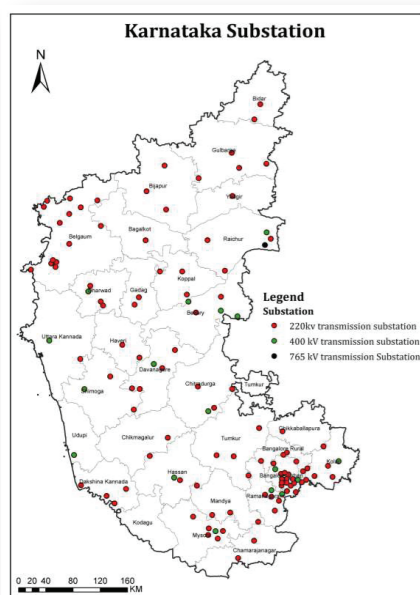 Karnataka Substation
N
Bidar
Gulbarga
Bijapur
Yadgir
Belgaum
Bagalkot
Raichur
Koppal
Dharwad
Gadag
Bellary
Legend
Substation
220kv transmission substation
400 kV transmission substation
765 kV transmission Substation
Uttara Kannada
Haveri
Davanagere
Shimoga
Chitradurga
Tumkur
Chikkaballapura
Udupi
Chikmagalur
Tumkur
Bangalore Rural
Kolar
Hassan
Dakshina Kannada
Mandya
Kodagu
Mysore
Chamarajanagar
0 20 40 80 120 160
KM